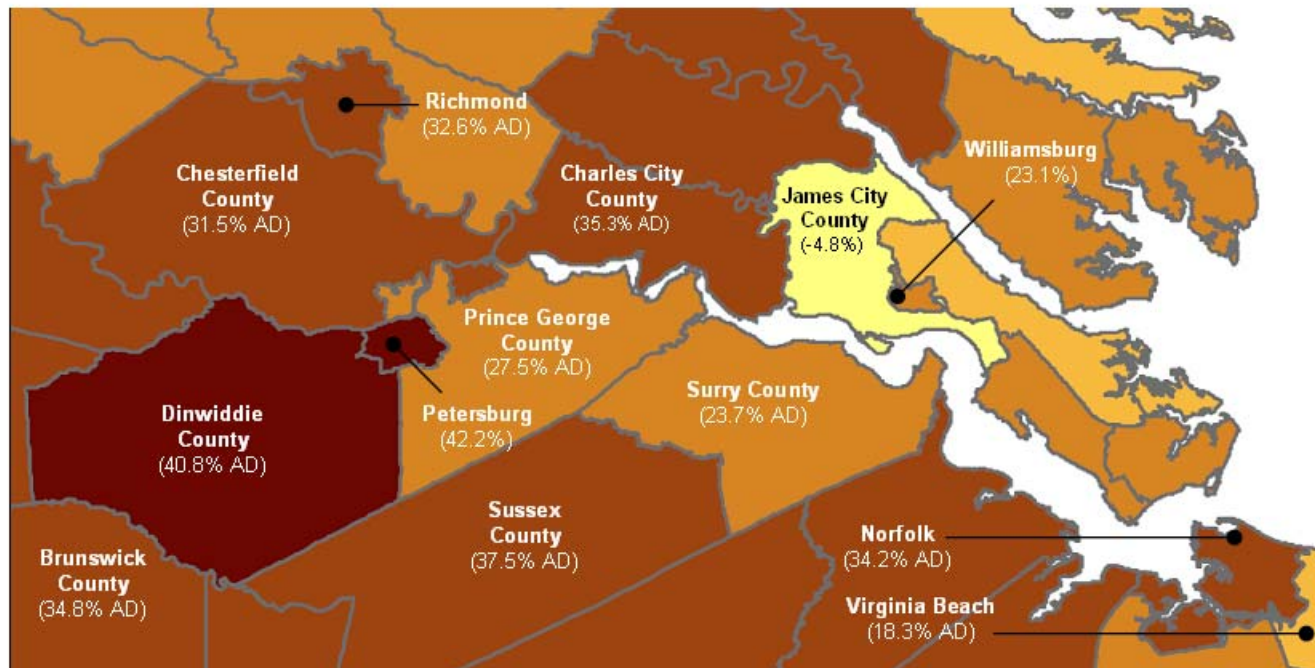 Richmond
(32.6% AD)
Chesterfield
County
(31.5% AD)
Charles City
County
(35.3% AD)
Williamsburg
(23.1%)
James City
County
(-4.8%)
Prince George
County
(27.5% AD)
Surry County
(23.7% AD)
Dinwiddie
County
(40.8% AD)
Petersburg
(42.2%)
Sussex
County
(37.5% AD)
Brunswick
County
(34.8% AD)
Norfolk
(34.2% AD)
Virginia Beach
(18.3% AD)